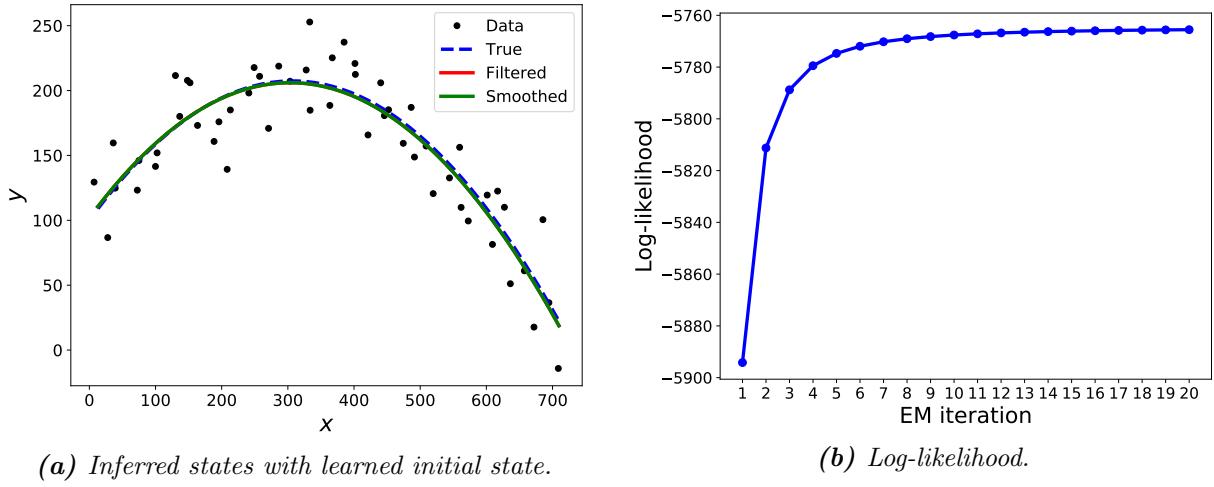 250
200
150
100
50
0
y
0 100 200 300 400 500 600 700
x
Data
True
Filtered
Smoothed
(a) Inferred states with learned initial state.
−5760
−5780
−5800
−5820
−5840
−5860
−5880
−5900
Log-likelihood
1 2 3 4 5 6 7 8 9 10 11 12 13 14 15 16 17 18 19 20
EM iteration
(b) Log-likelihood.